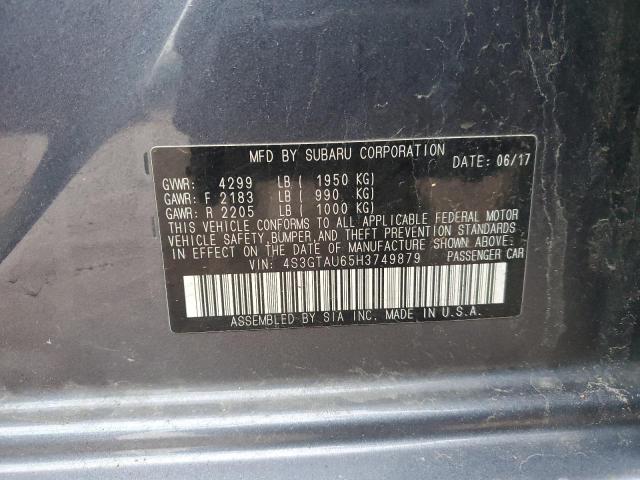 MFD BY SUBARU CORPORATION DATE: 06/17
GVWR: 4299 LB ( 1950 KG)
GAWR: F 2183 LB ( 990 KG)
GAWR: R 2205 LB ( 1000 KG)
THIS VEHICLE CONFORMS TO ALL APPLICABLE FEDERAL MOTOR
VEHICLE SAFETY, BUMPER, AND THEFT PREVENTION STANDARDS
IN EFFECT ON THE DATE OF MANUFACTURE SHOWN ABOVE.
VIN: 4S3GTAU65H3749879 PASSENGER CAR
ASSEMBLED BY SIA INC. MADE IN U.S.A.